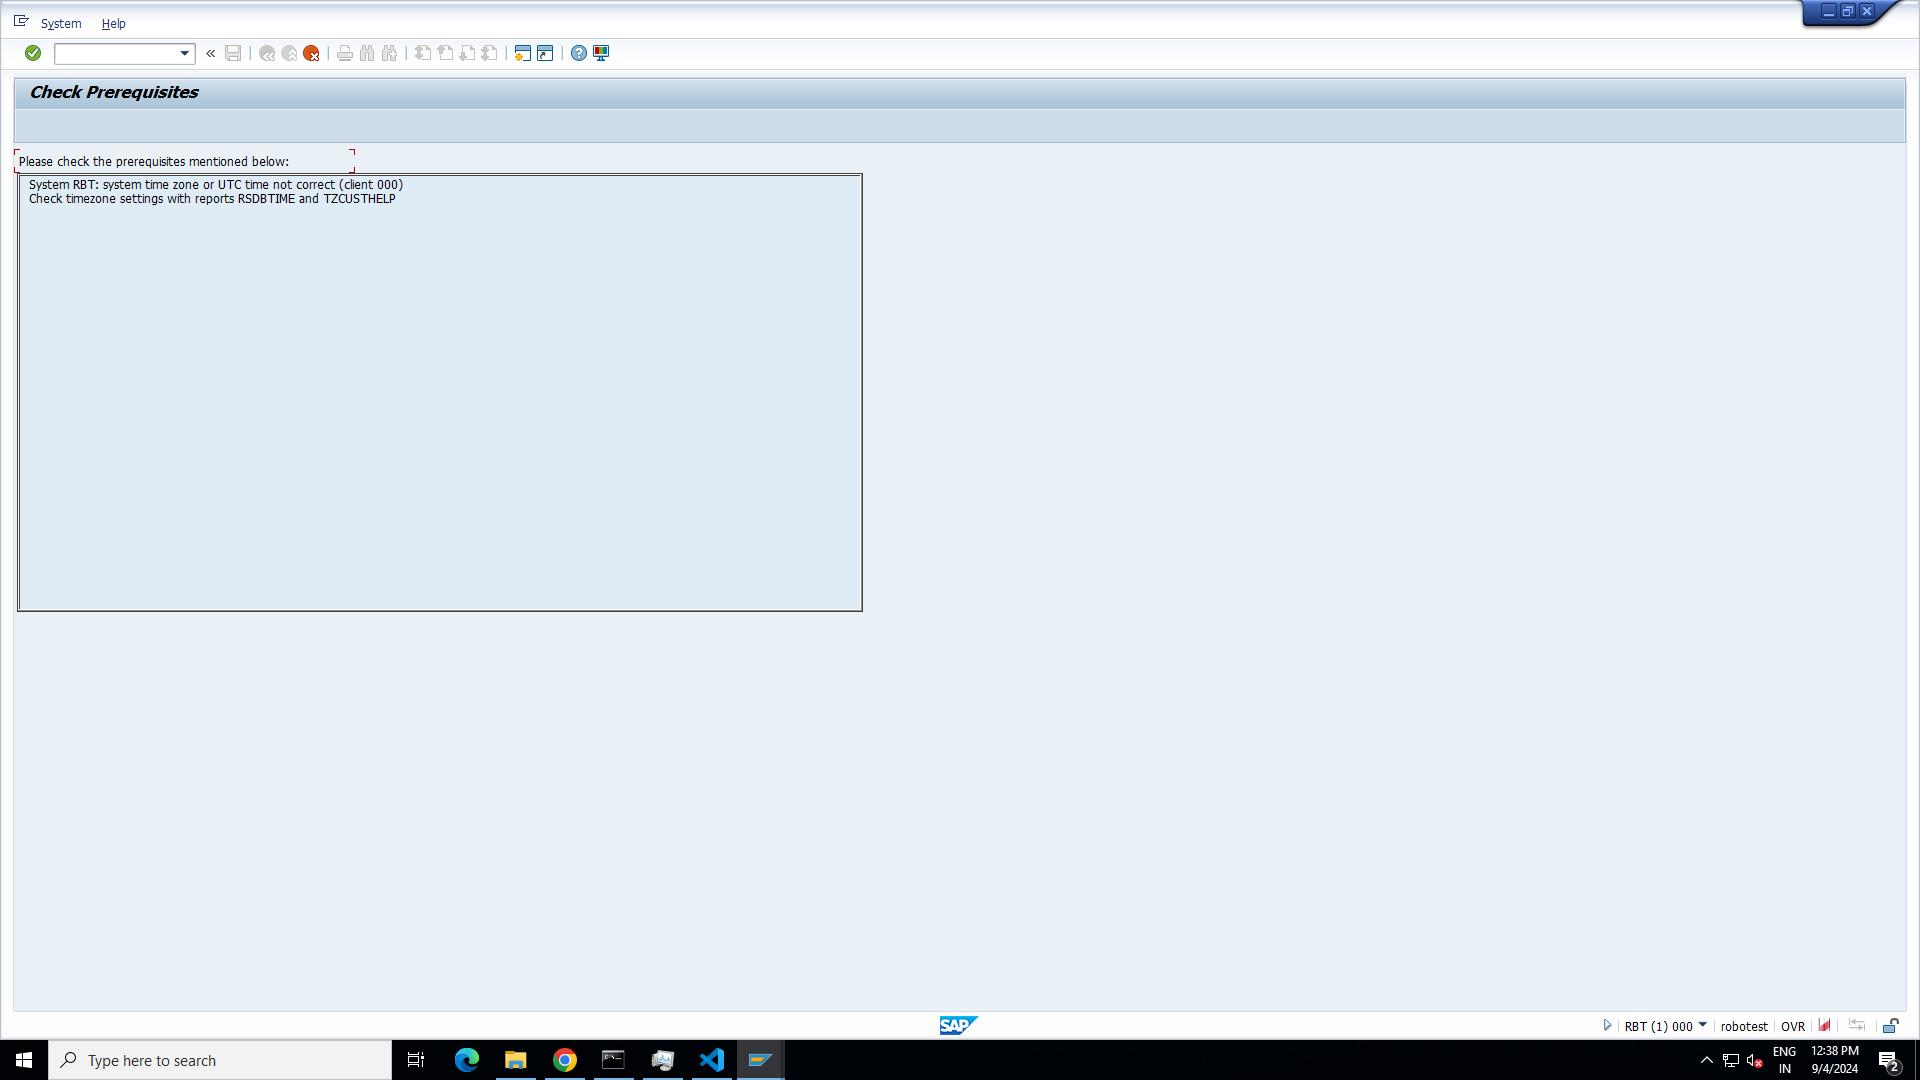 System Help
Check Prerequisites
Please check the prerequisites mentioned below:
System RBT: system time zone or UTC time not correct (client 000)
Check timezone settings with reports RSDBTIME and TZCUSTHELP
SAP
RBT (1) 000 robotest OVR
Type here to search
ENG
IN
12:38 PM
9/4/2024
2